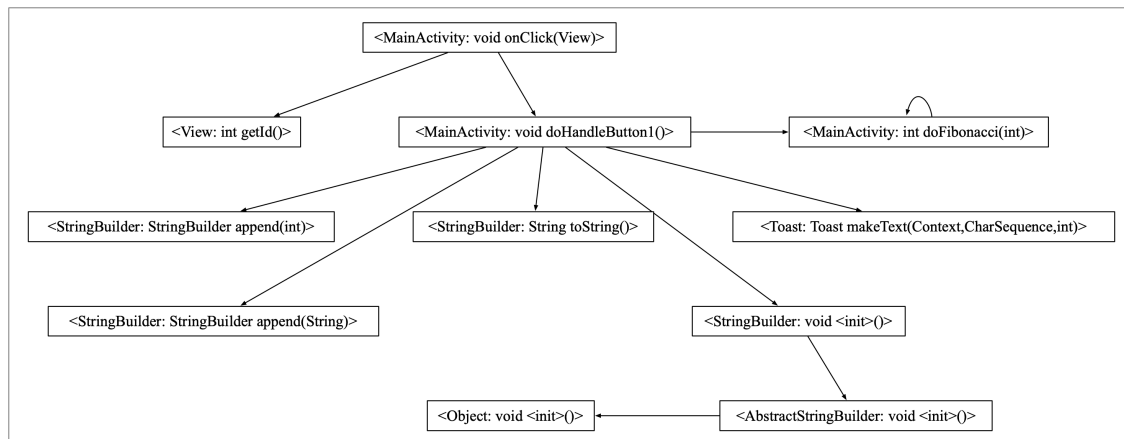 <MainActivity: void onClick(View)>
<View: int getId()>
<MainActivity: void doHandleButton1()>
<MainActivity: int doFibonacci(int)>
<StringBuilder: StringBuilder append(int)>
<StringBuilder: String toString()>
<Toast: Toast makeText(Context,CharSequence,int)>
<StringBuilder: StringBuilder append(String)>
<StringBuilder: void <init>()>
<Object: void <init>()>
<AbstractStringBuilder: void <init>()>